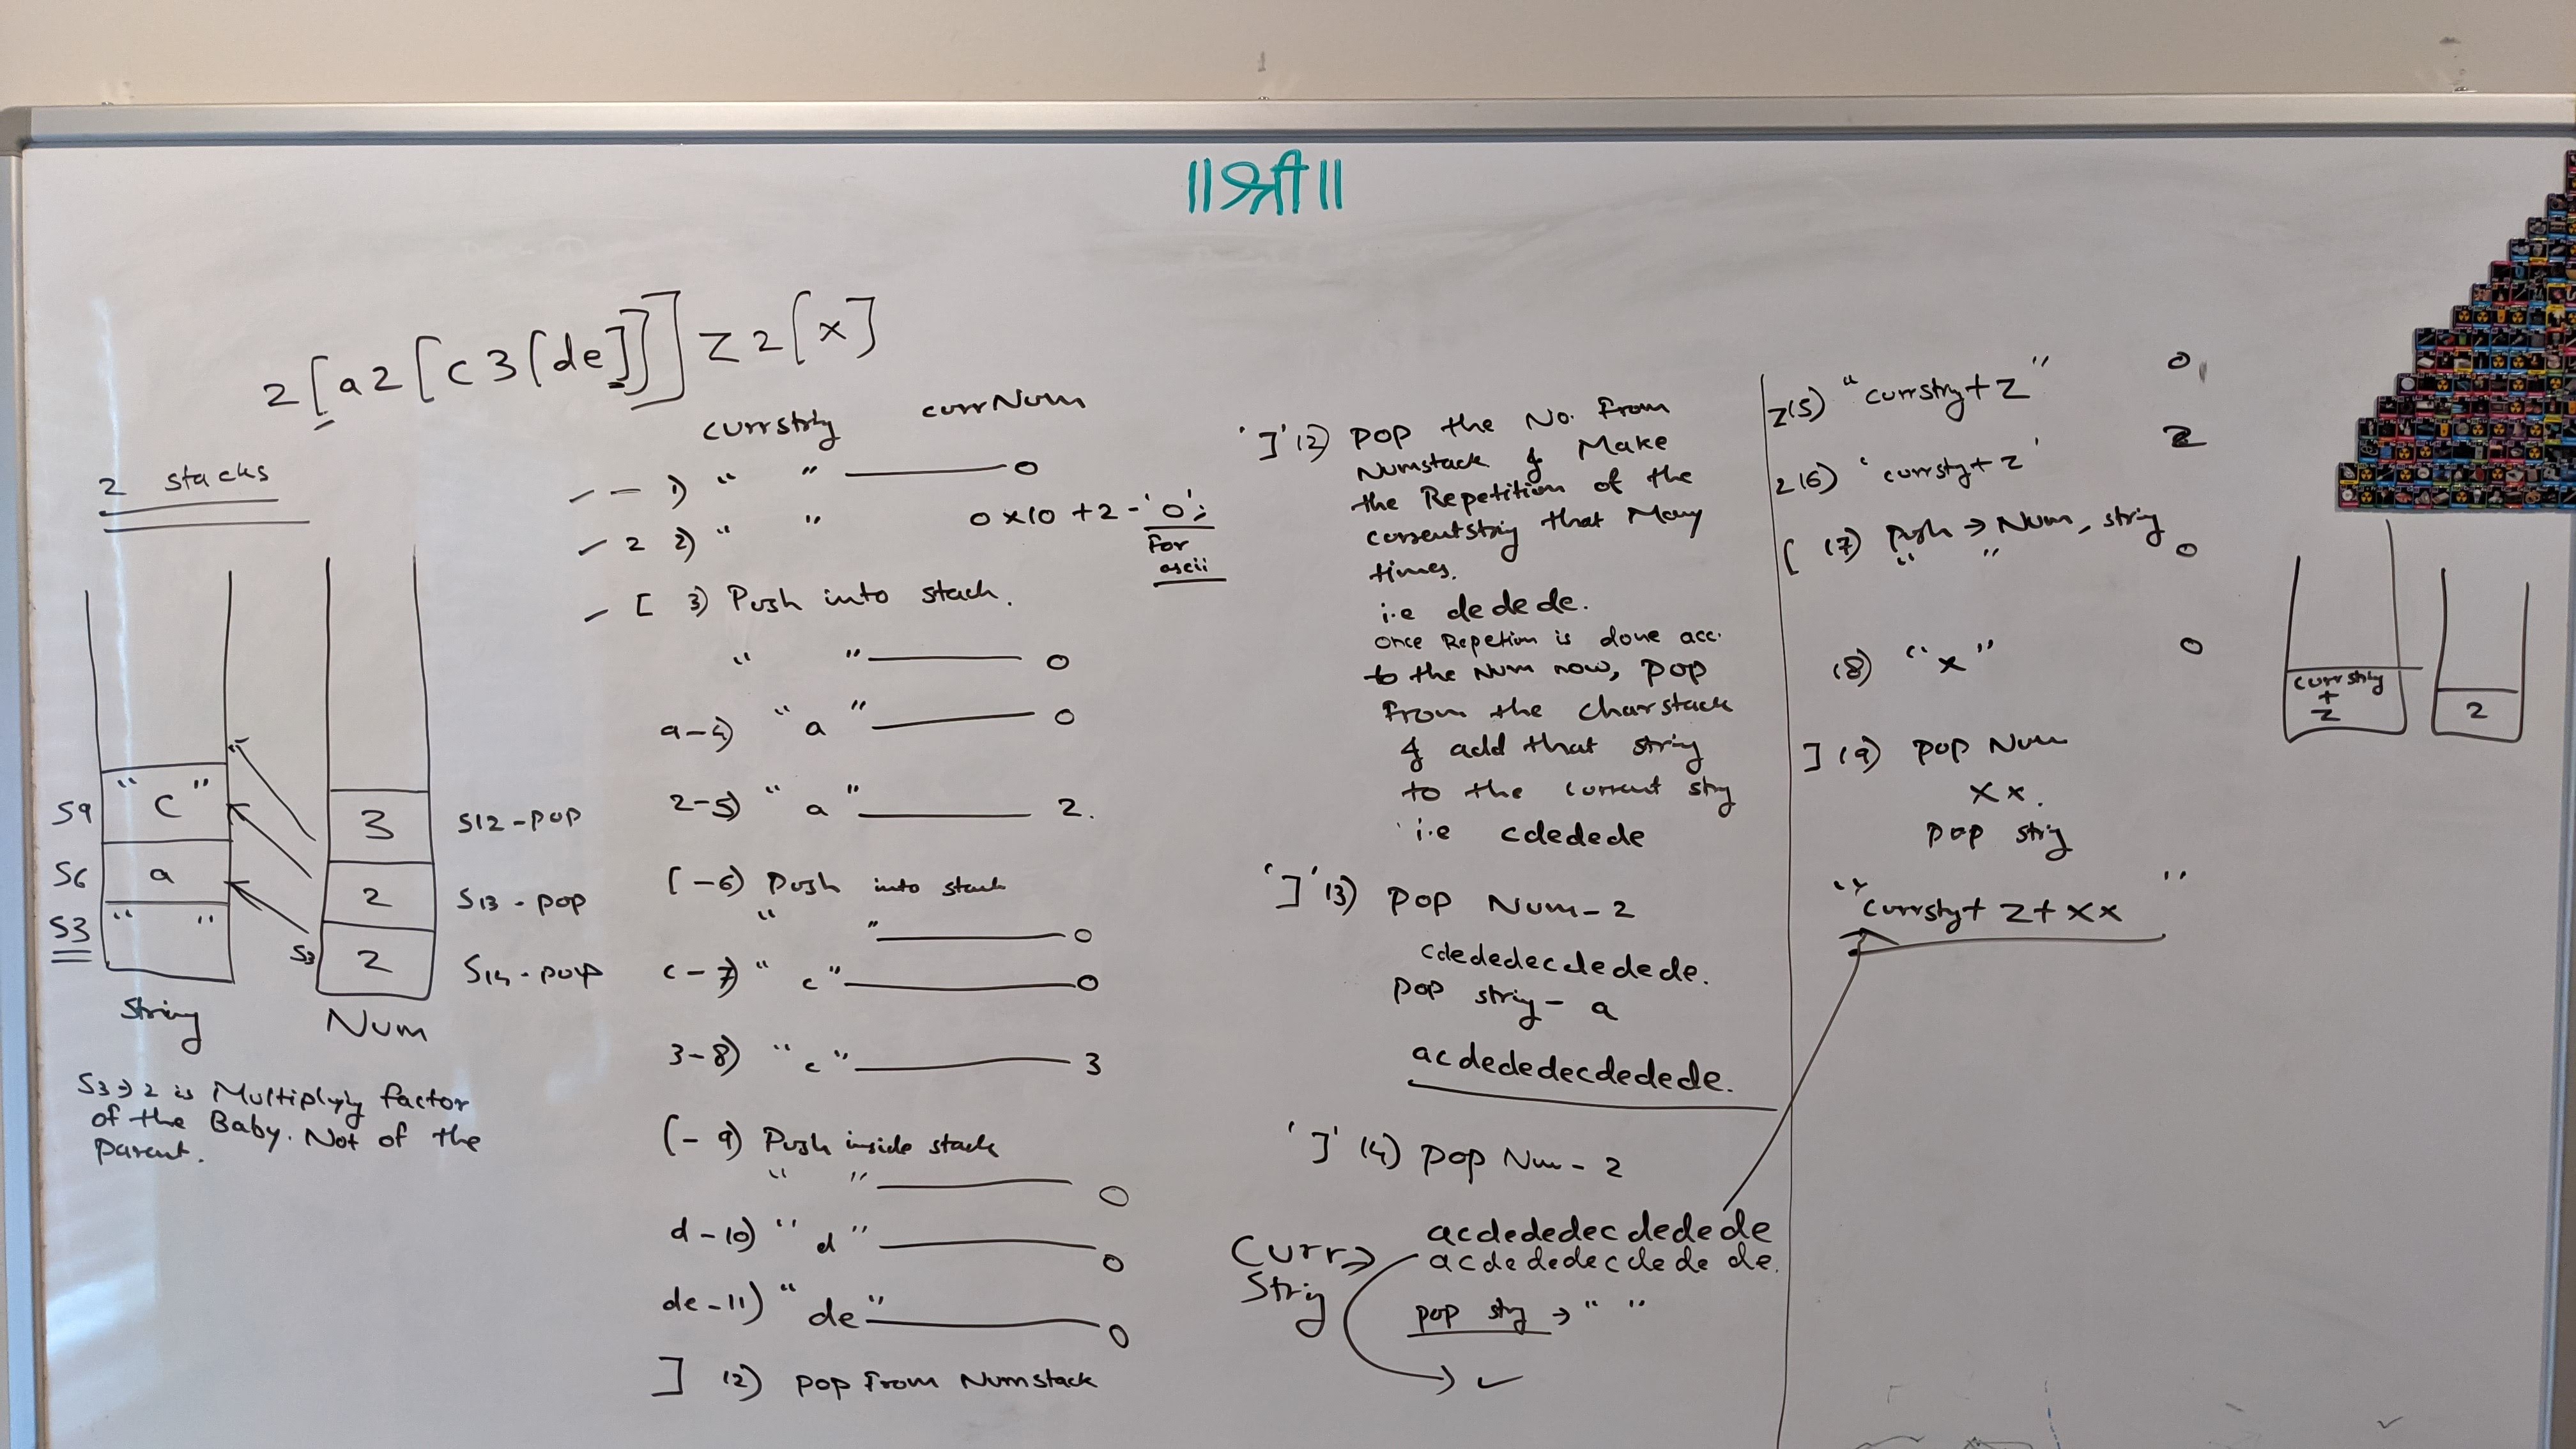 ॥श्री॥
2[a2[c3[de]]]z2[x]
2 stacks
"c"
a
" "
S9
S6
S3
String
3
2
2
S3
Num
S12-pop
S13-pop
S14-pop
S3→2 is Multiplying factor
of the Baby. Not of the
parent.
currstring currNum
1) " " 0
2 2) " " 0x10+2-'0';
for
ascii
[ 3) Push into stack.
" " 0
a-4) "a" 0
2-5) "a" 2.
[-6) Push into stack
" " 0
c-7) "c" 0
3-8) "c" 3
[-9) Push inside stack
" " 0
d-10) "d" 0
de-11) "de" 0
] 12) pop from Numstack
']' 12) pop the No. from
Numstack & Make
the Repetition of the
currentstring that Many
times.
i.e dedede.
once Repetion is done acc.
to the Num now, pop
from the charstack
& add that string
to the current string
i.e cdedede
']' 13) pop Num-2
cdededecdedede.
pop string- a
acdededecdedede.
']' 14) pop Num-2
Curr⇒
String
acdededecdedede
acdededecdedede.
pop string → " "
✓
z15) "currstring+z" 0
216) 'currstring+z' 2
[ 17) push → Num, string
" " 0
18) "x" 0
] 19) pop Num
xx.
pop string
"currstring+z+xx"
currstring
+
z
2